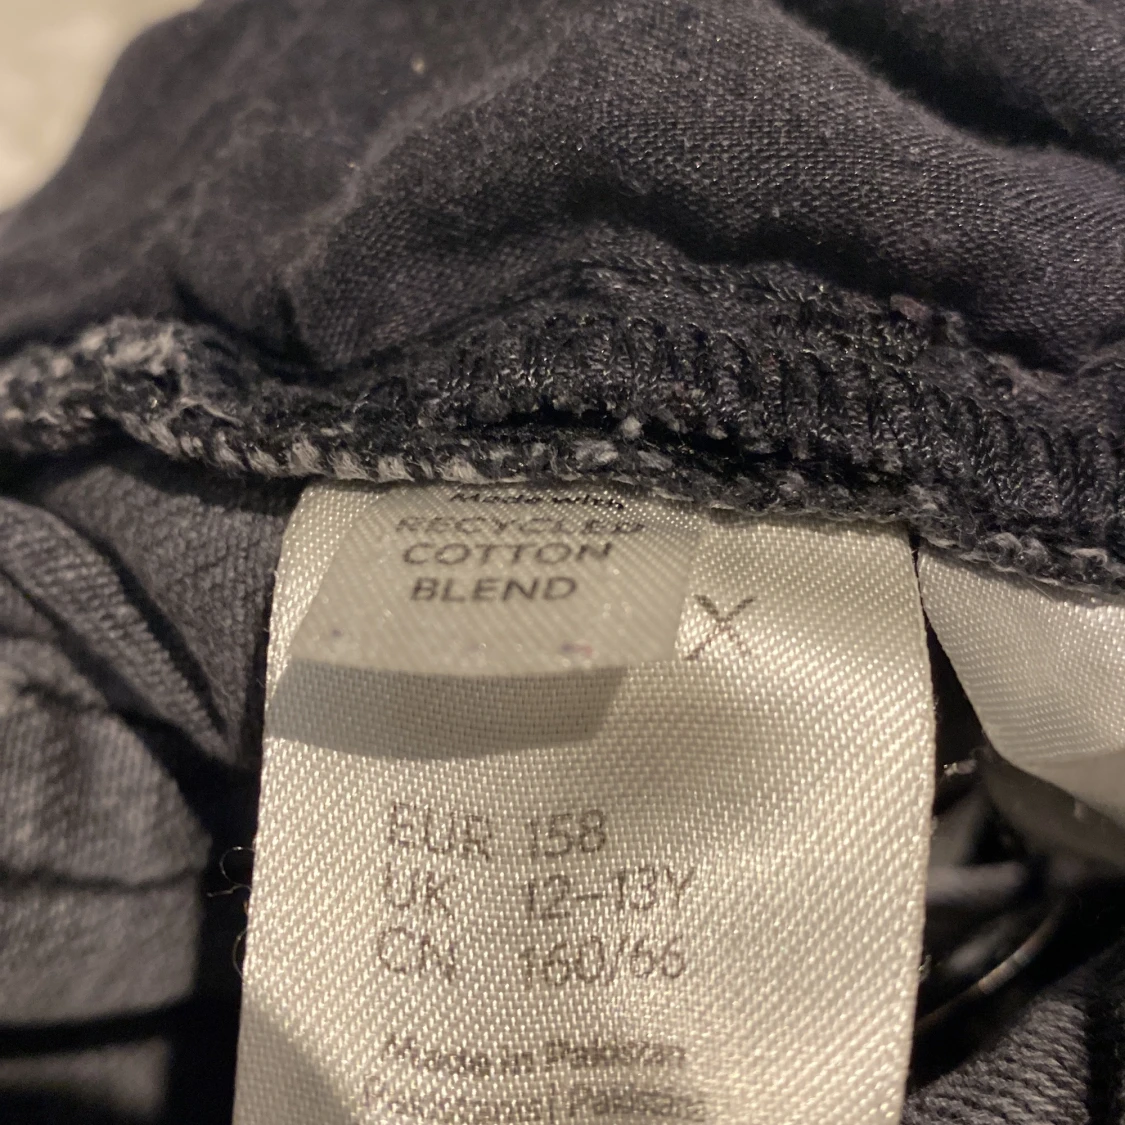 Made with
RECYCLED
COTTON
BLEND
X
EUR 158
UK 12-13Y
CN 160/66
Made in Pakistan